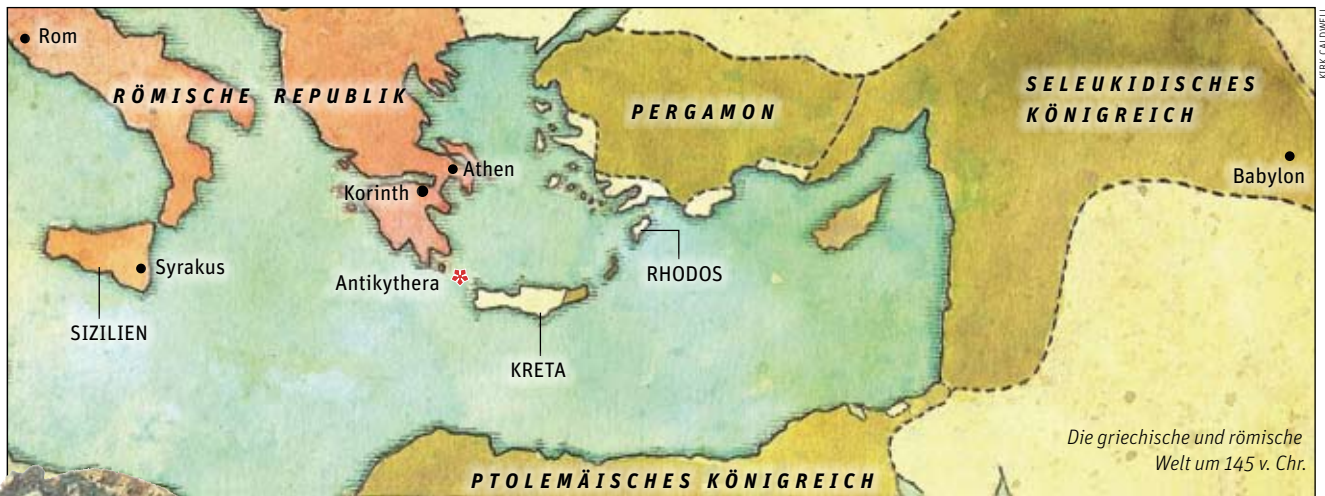 KIRK CALDWELL
Rom
RÖMISCHE REPUBLIK
PERGAMON
SELEUKIDISCHES
KÖNIGREICH
Athen
Korinth
Babylon
Syrakus
Antikythera
RHODOS
SIZILIEN
KRETA
Die griechische und römische
Welt um 145 v. Chr.
PTOLEMÄISCHES KÖNIGREICH